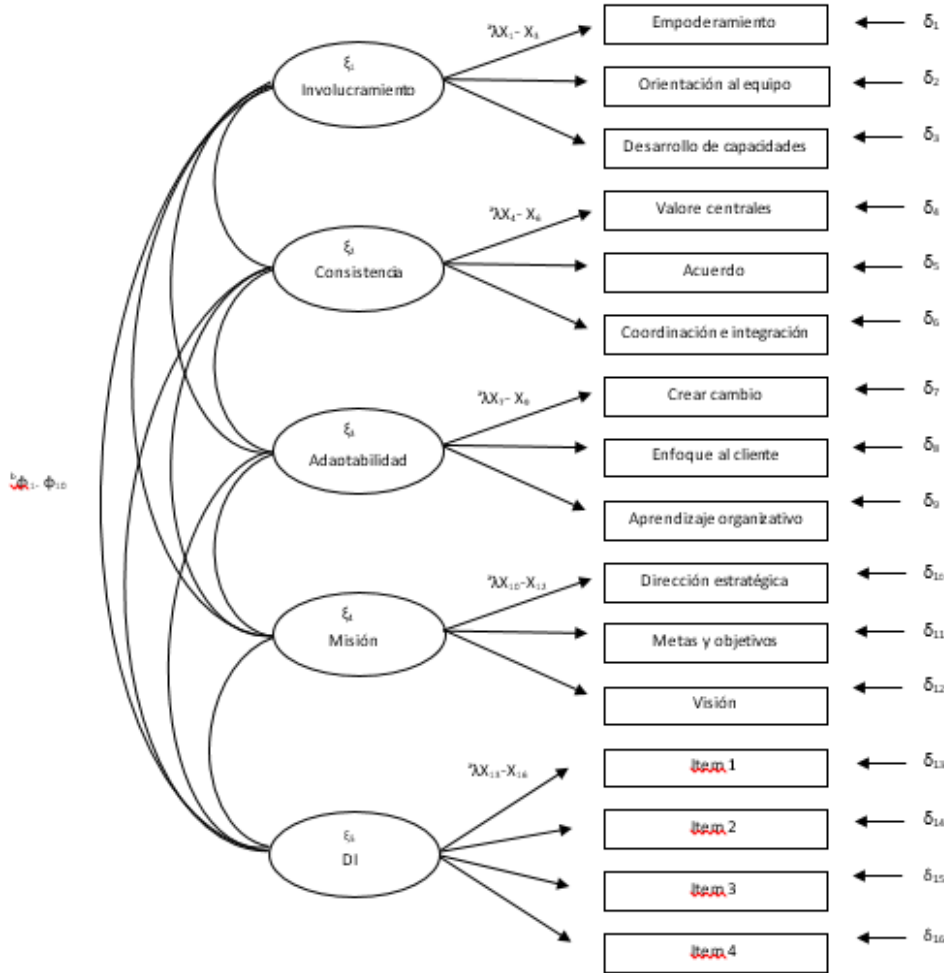 ªλX₁- X₃
Empoderamiento
δ₁
ξ₁
Involucramiento
Orientación al equipo
δ₂
Desarrollo de capacidades
δ₃
ªλX₄- X₆
Valore centrales
δ₄
ξ₂
Consistencia
Acuerdo
δ₅
Coordinación e integración
δ₆
ªλX₇- X₉
Crear cambio
δ₇
ξ₃
Adaptabilidad
Enfoque al cliente
δ₈
Aprendizaje organizativo
δ₉
ϕ₁₀
ªλX₁₀-X₁₂
Dirección estratégica
δ₁₀
ξ₄
Misión
Metas y objetivos
δ₁₁
Visión
δ₁₂
ªλX₁₃-X₁₆
Item 1
δ₁₃
ξ₅
DI
Item 2
δ₁₄
Item 3
δ₁₅
Item 4
δ₁₆